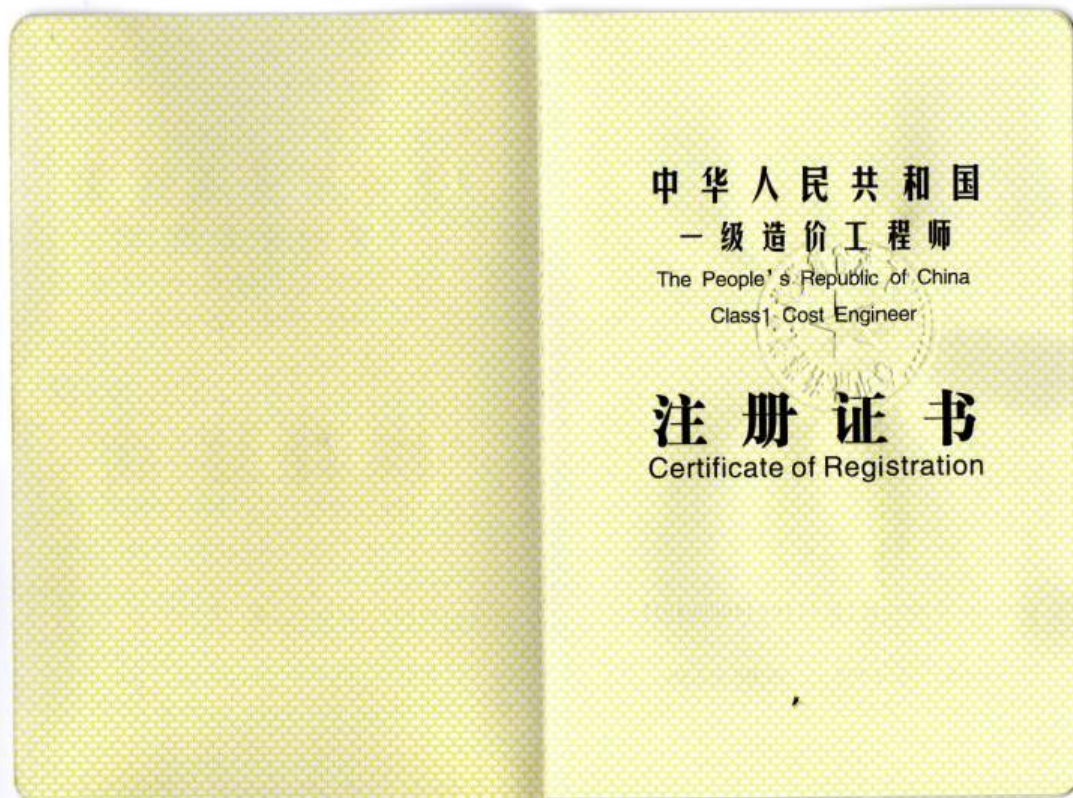 中华人民共和国
一级造价工程师
The People's Republic of China
Class1 Cost Engineer
注册证书
Certificate of Registration